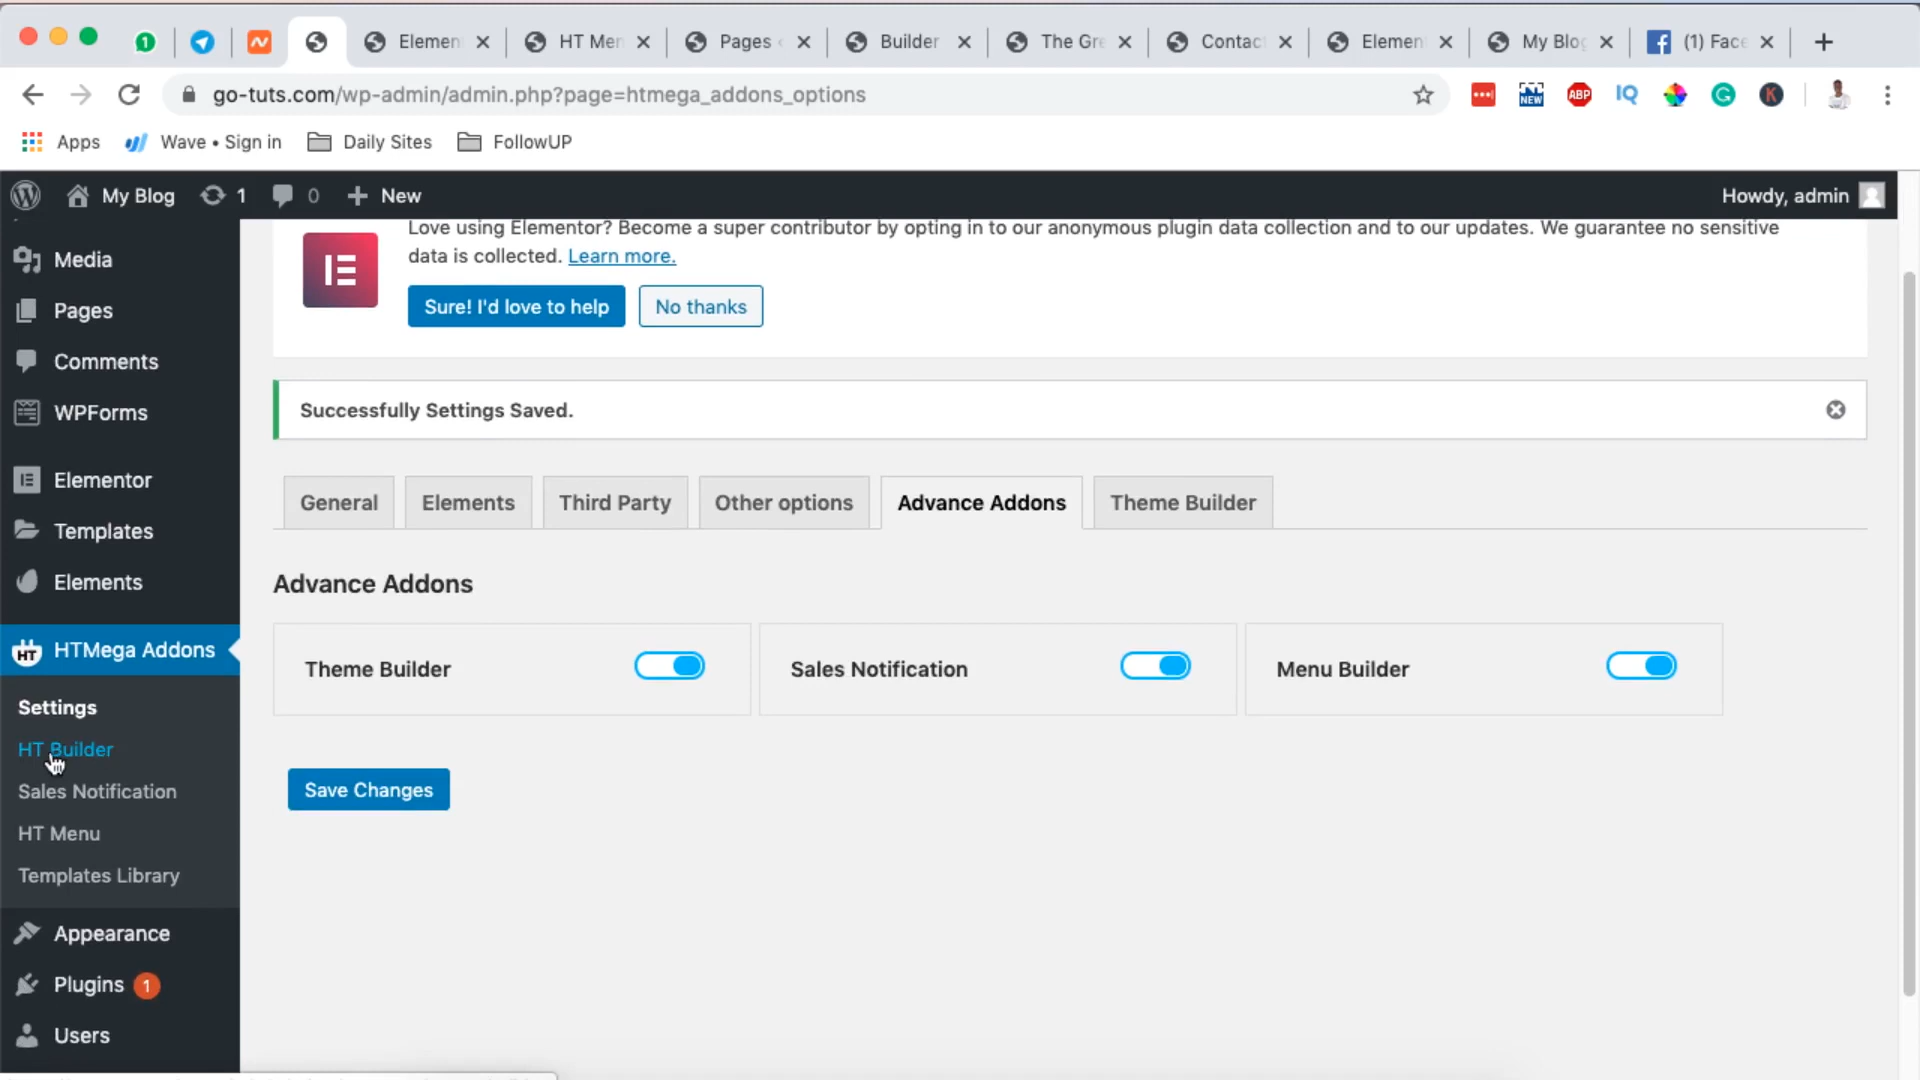 1
Elemen
HT Men
Pages
Builder
The Gre
Contac
Elemen
My Blog
(1) Face
go-tuts.com/wp-admin/admin.php?page=htmega_addons_options
NEW
ABP
IQ
G
K
Apps
Wave • Sign in
Daily Sites
FollowUP
My Blog
1
0
New
Howdy, admin
Media
Pages
Comments
WPForms
Elementor
Templates
Elements
HT
HTMega Addons
Settings
HT Builder
Sales Notification
HT Menu
Templates Library
Appearance
Plugins 1
Users
Love using Elementor? Become a super contributor by opting in to our anonymous plugin data collection and to our updates. We guarantee no sensitive
data is collected. Learn more.
Sure! I'd love to help
No thanks
Successfully Settings Saved.
General
Elements
Third Party
Other options
Advance Addons
Theme Builder
Advance Addons
Theme Builder
Sales Notification
Menu Builder
Save Changes